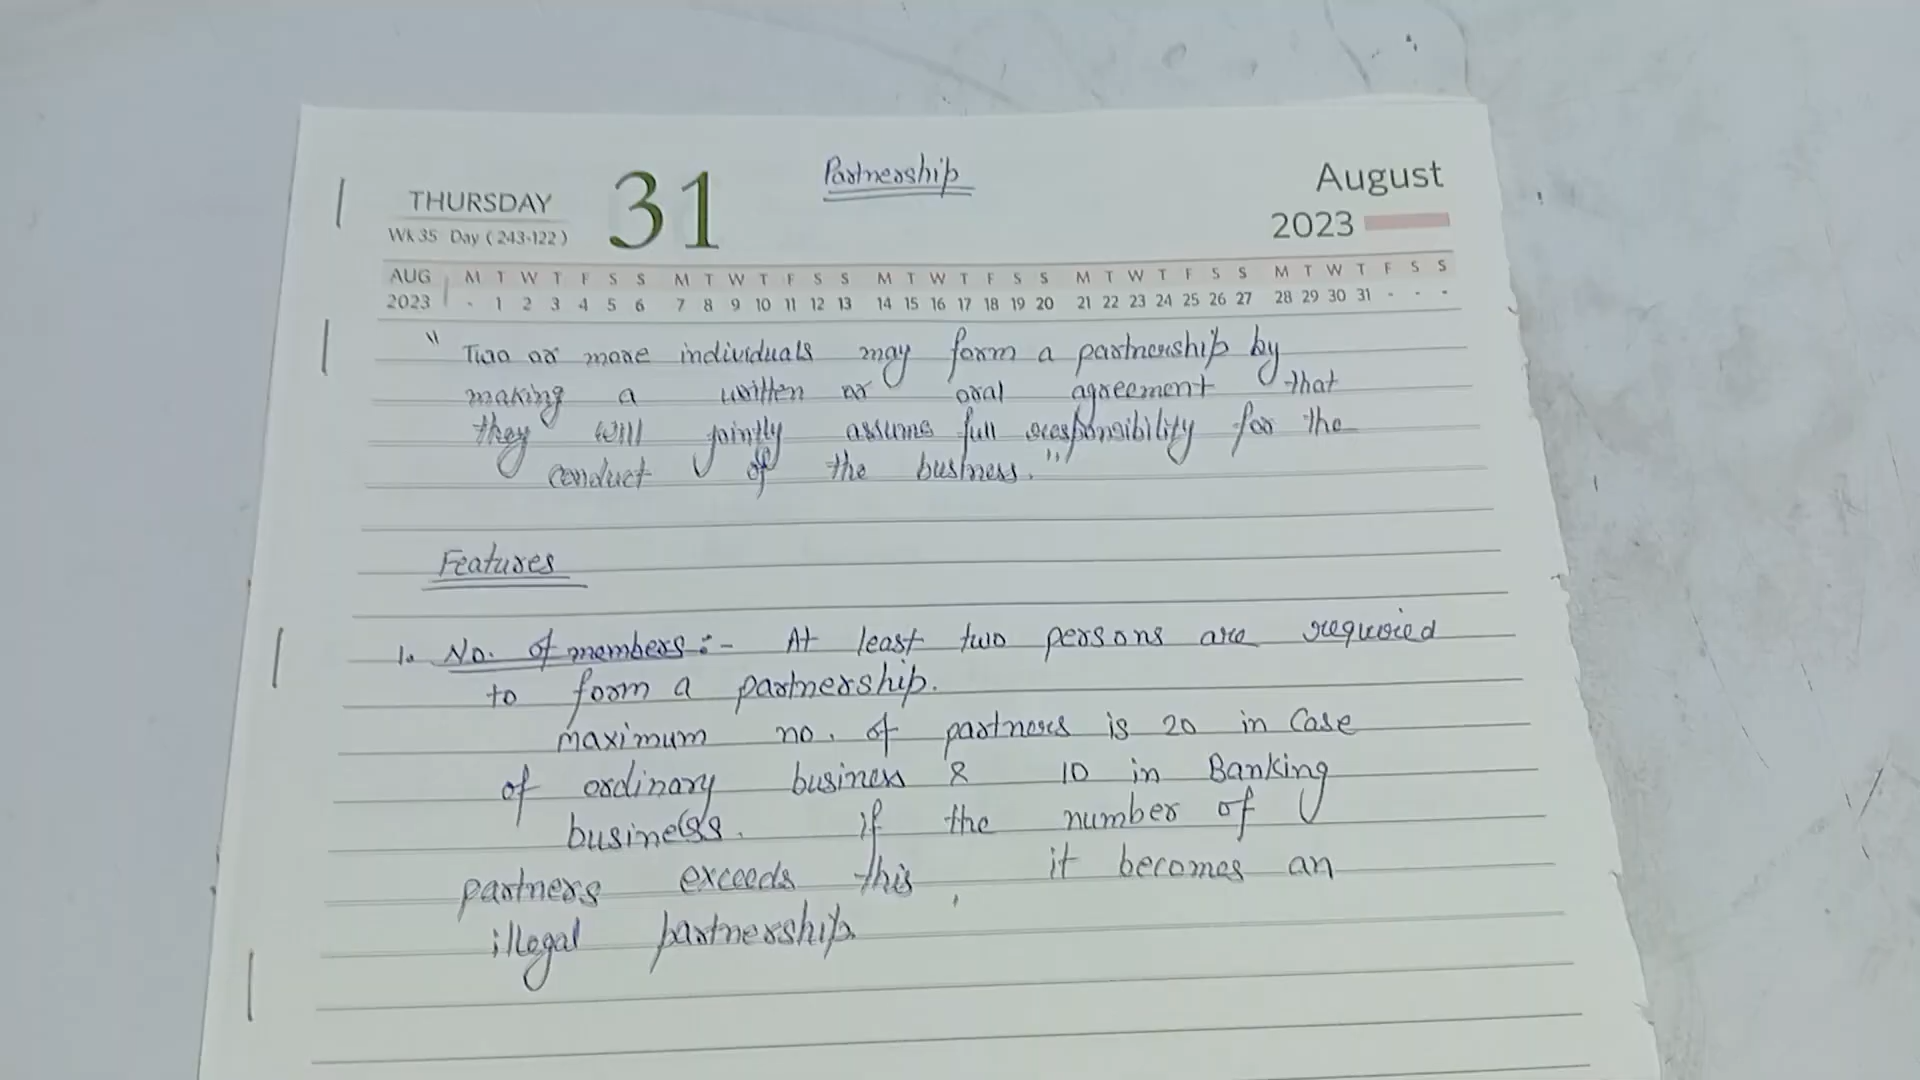 Partnership
THURSDAY 31 August
Wk 35 Day (243-122) 2023
AUG M T W T F S S M T W T F S S M T W T F S S M T W T F S S M T W T F S S
2023 - 1 2 3 4 5 6 7 8 9 10 11 12 13 14 15 16 17 18 19 20 21 22 23 24 25 26 27 28 29 30 31 - - -
" Two or more individuals may form a partnership by
making a written or oral agreement that
they will jointly assume full responsibility for the
conduct of the business."
Features
1. No. of members :- At least two persons are required
to form a partnership.
maximum no. of partners is 20 in case
of ordinary business & 10 in Banking
business. if the number of
partners exceeds this, it becomes an
illegal partnership.